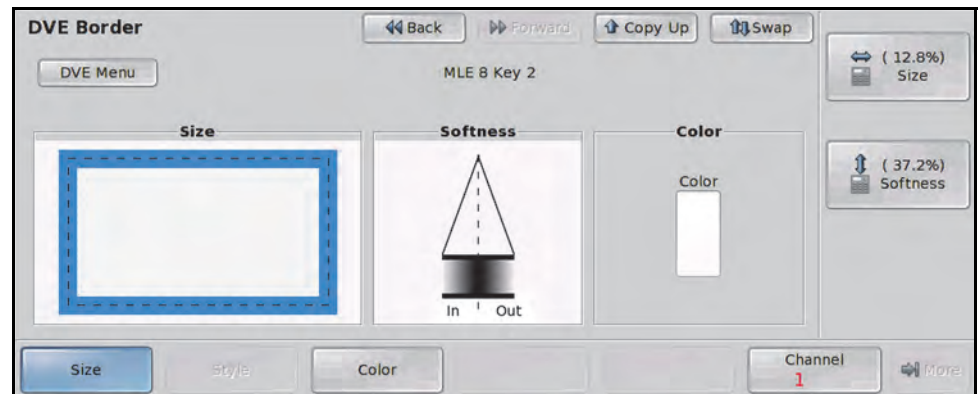 DVE Border
Back
Forward
Copy Up
Swap
DVE Menu
MLE 8 Key 2
( 12.8%)
Size
( 37.2%)
Softness
Size
Softness
Color
Color
In
Out
Size
Style
Color
Channel
1
More